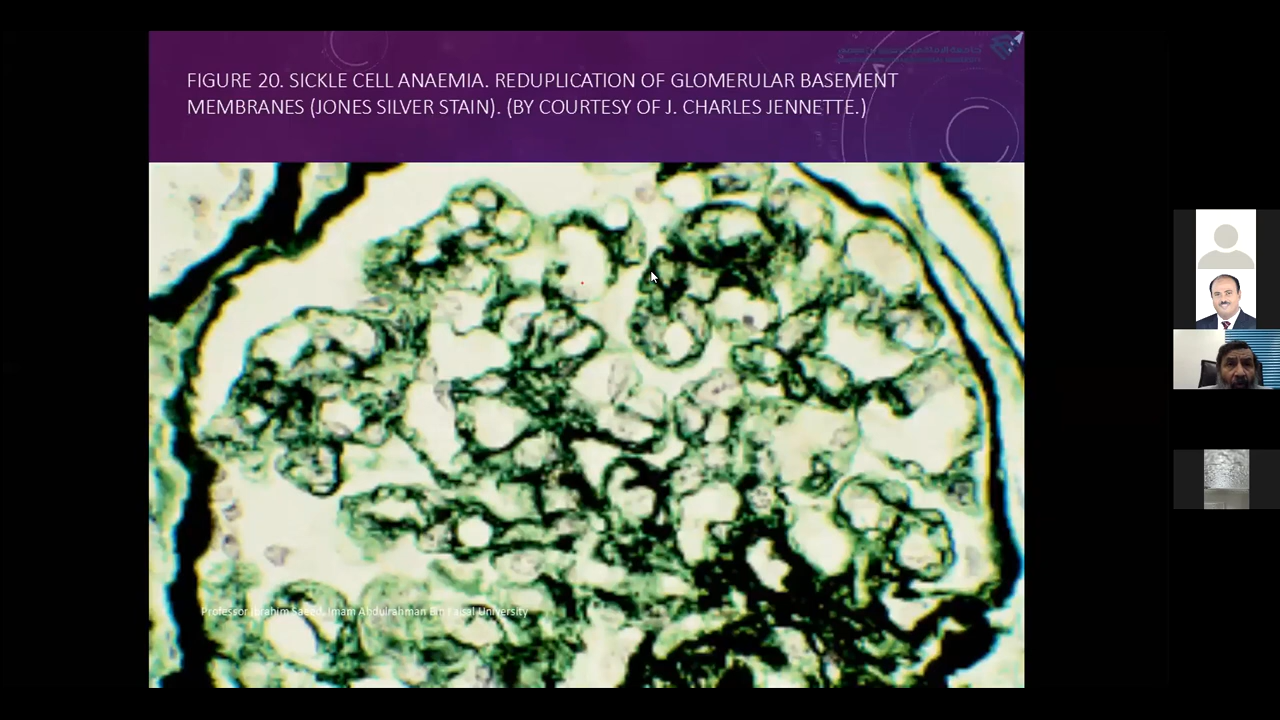 FIGURE 20. SICKLE CELL ANAEMIA. REDUPLICATION OF GLOMERULAR BASEMENT
MEMBRANES (JONES SILVER STAIN). (BY COURTESY OF J. CHARLES JENNETTE.)
Professor Ibrahim Saeed, Imam Abdulrahman Bin Faisal University